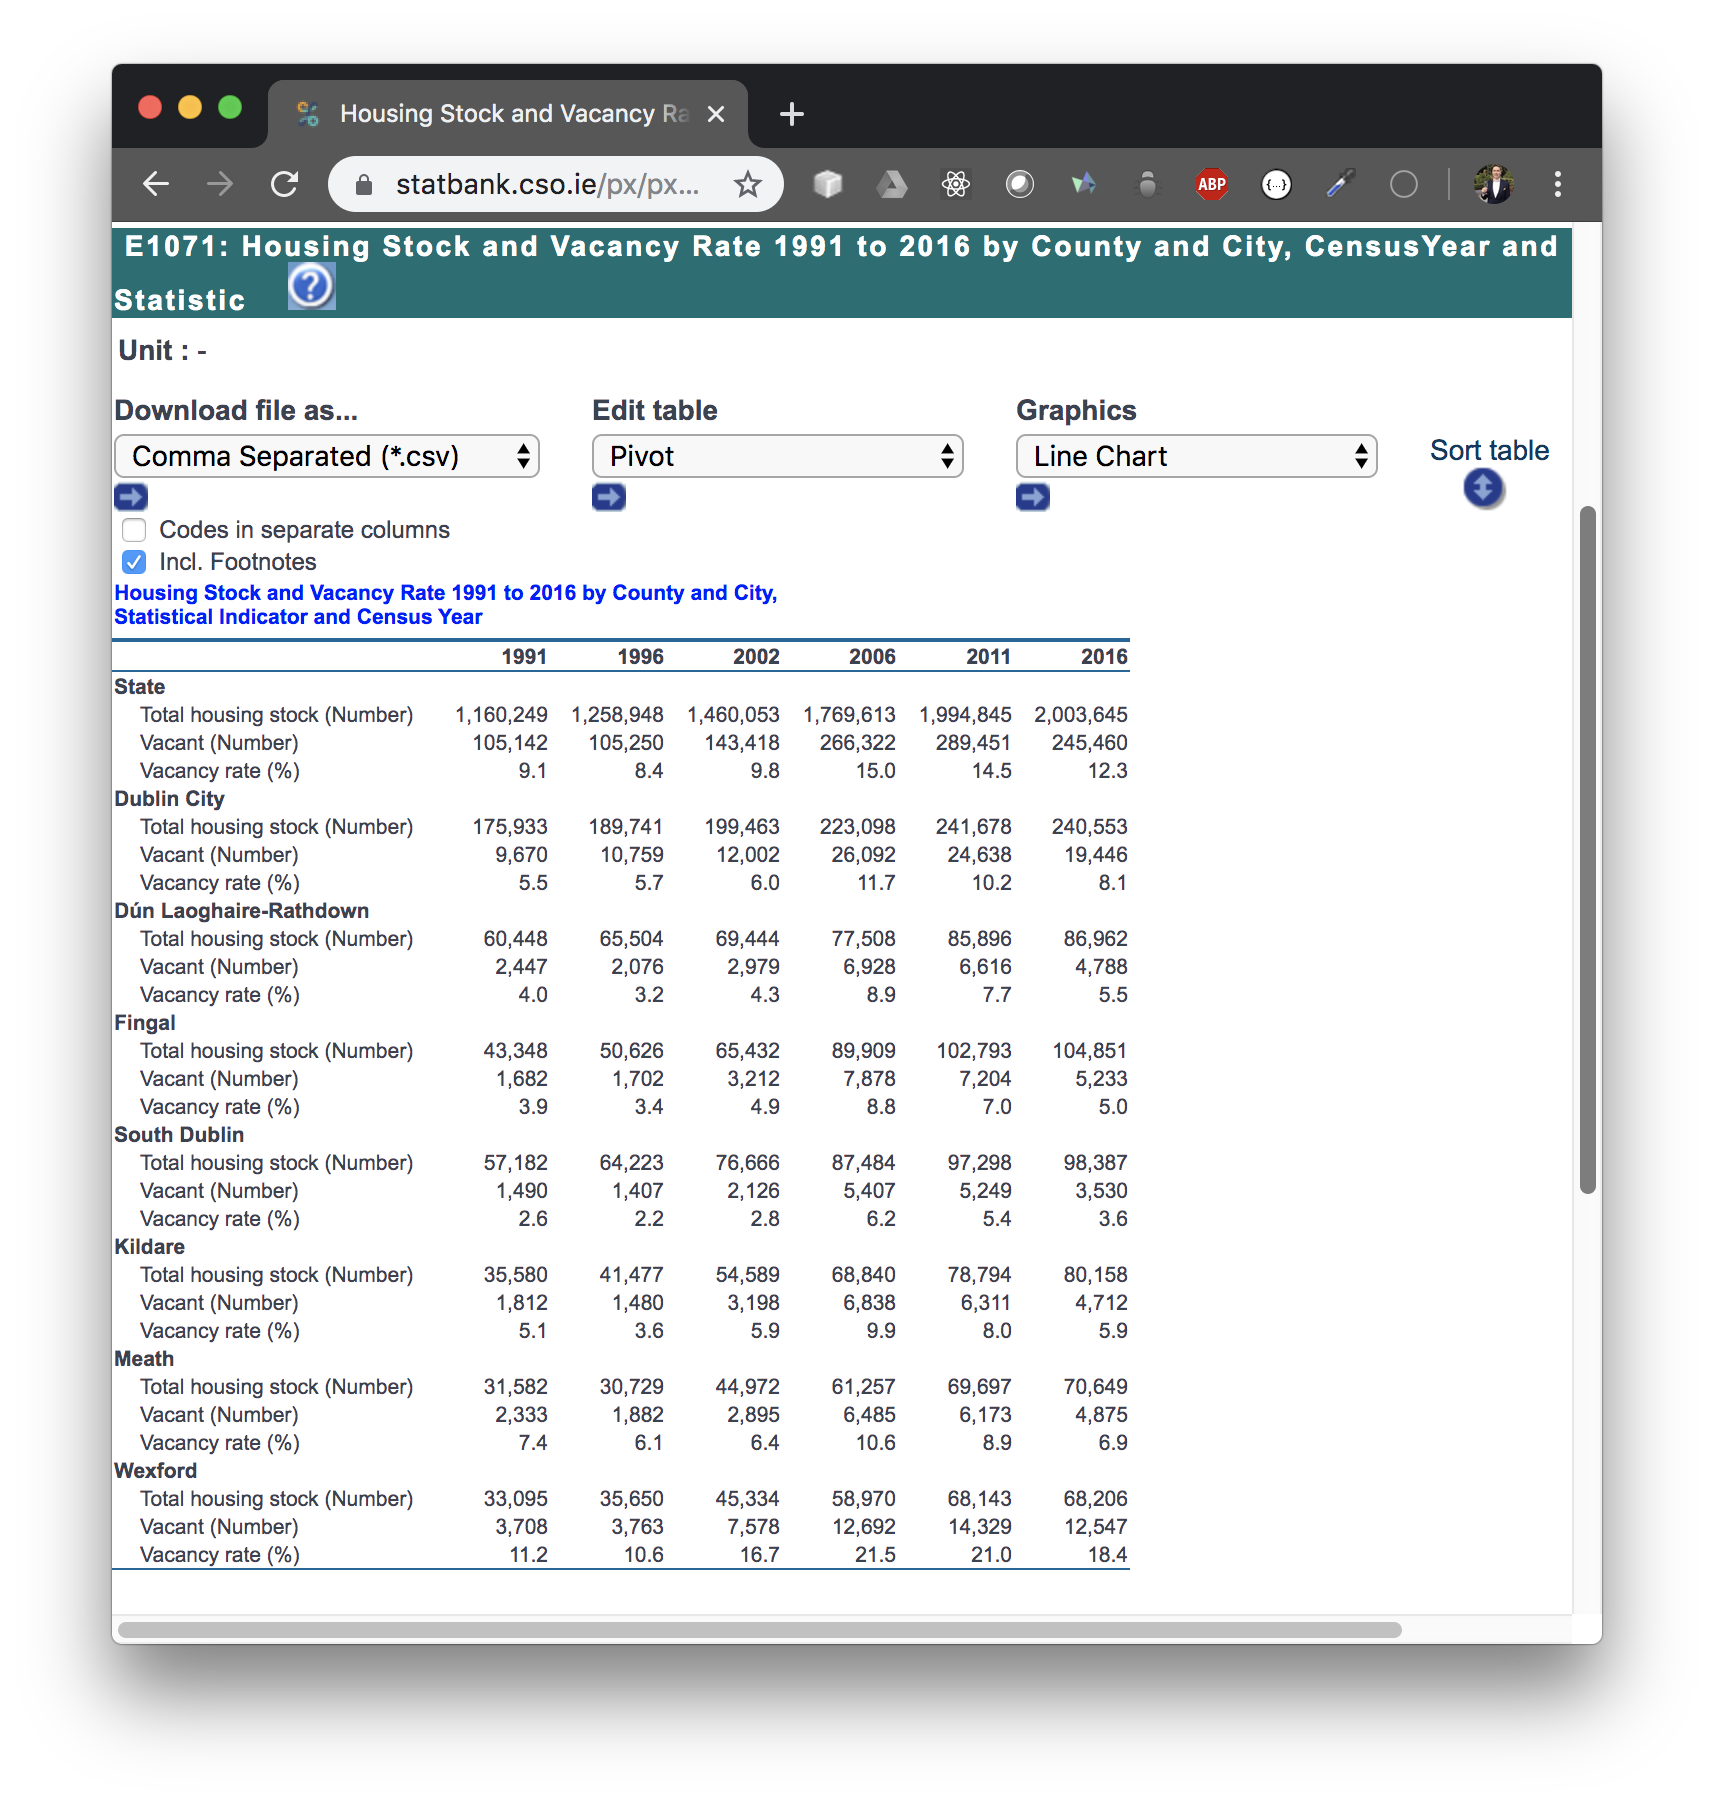 Housing Stock and Vacancy Ra
statbank.cso.ie/px/px...
ABP
{...}
E1071: Housing Stock and Vacancy Rate 1991 to 2016 by County and City, CensusYear and
Statistic ?
Unit : -
Download file as... Edit table Graphics
Sort table
Comma Separated (*.csv) Pivot Line Chart
Codes in separate columns
Incl. Footnotes
Housing Stock and Vacancy Rate 1991 to 2016 by County and City,
Statistical Indicator and Census Year
1991 1996 2002 2006 2011 2016
State
Total housing stock (Number) 1,160,249 1,258,948 1,460,053 1,769,613 1,994,845 2,003,645
Vacant (Number) 105,142 105,250 143,418 266,322 289,451 245,460
Vacancy rate (%) 9.1 8.4 9.8 15.0 14.5 12.3
Dublin City
Total housing stock (Number) 175,933 189,741 199,463 223,098 241,678 240,553
Vacant (Number) 9,670 10,759 12,002 26,092 24,638 19,446
Vacancy rate (%) 5.5 5.7 6.0 11.7 10.2 8.1
Dún Laoghaire-Rathdown
Total housing stock (Number) 60,448 65,504 69,444 77,508 85,896 86,962
Vacant (Number) 2,447 2,076 2,979 6,928 6,616 4,788
Vacancy rate (%) 4.0 3.2 4.3 8.9 7.7 5.5
Fingal
Total housing stock (Number) 43,348 50,626 65,432 89,909 102,793 104,851
Vacant (Number) 1,682 1,702 3,212 7,878 7,204 5,233
Vacancy rate (%) 3.9 3.4 4.9 8.8 7.0 5.0
South Dublin
Total housing stock (Number) 57,182 64,223 76,666 87,484 97,298 98,387
Vacant (Number) 1,490 1,407 2,126 5,407 5,249 3,530
Vacancy rate (%) 2.6 2.2 2.8 6.2 5.4 3.6
Kildare
Total housing stock (Number) 35,580 41,477 54,589 68,840 78,794 80,158
Vacant (Number) 1,812 1,480 3,198 6,838 6,311 4,712
Vacancy rate (%) 5.1 3.6 5.9 9.9 8.0 5.9
Meath
Total housing stock (Number) 31,582 30,729 44,972 61,257 69,697 70,649
Vacant (Number) 2,333 1,882 2,895 6,485 6,173 4,875
Vacancy rate (%) 7.4 6.1 6.4 10.6 8.9 6.9
Wexford
Total housing stock (Number) 33,095 35,650 45,334 58,970 68,143 68,206
Vacant (Number) 3,708 3,763 7,578 12,692 14,329 12,547
Vacancy rate (%) 11.2 10.6 16.7 21.5 21.0 18.4